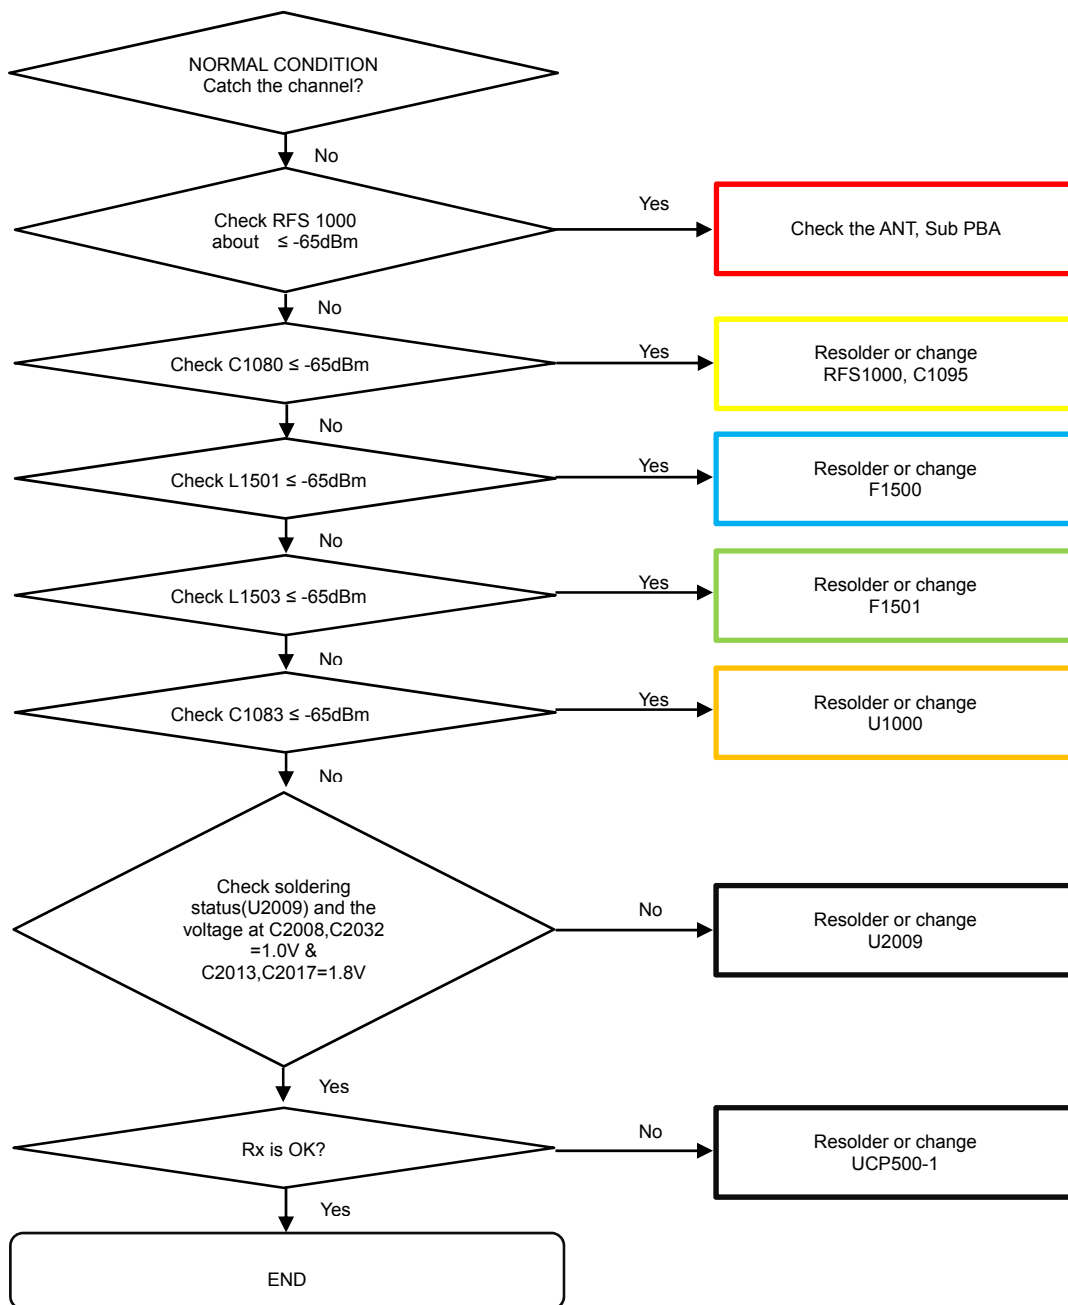 NORMAL CONDITION
Catch the channel?
No
Check RFS 1000
about ≤ -65dBm
Yes
Check the ANT, Sub PBA
No
Check C1080 ≤ -65dBm
Yes
Resolder or change
RFS1000, C1095
No
Check L1501 ≤ -65dBm
Yes
Resolder or change
F1500
No
Check L1503 ≤ -65dBm
Yes
Resolder or change
F1501
No
Check C1083 ≤ -65dBm
Yes
Resolder or change
U1000
No
Check soldering
status(U2009) and the
voltage at C2008,C2032
=1.0V &
C2013,C2017=1.8V
No
Resolder or change
U2009
Yes
Rx is OK?
No
Resolder or change
UCP500-1
Yes
END